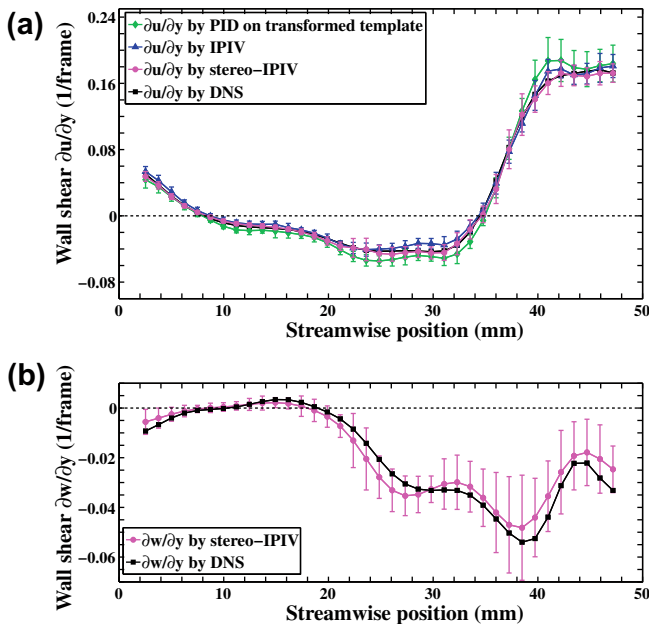 (a)
Wall shear ∂u/∂y (1/frame)
0.24
0.16
0.08
0
−0.08
∂u/∂y by PID on transformed template
∂u/∂y by IPIV
∂u/∂y by stereo−IPIV
∂u/∂y by DNS
0 10 20 30 40 50
Streamwise position (mm)
(b)
Wall shear ∂w/∂y (1/frame)
0
−0.02
−0.04
−0.06
∂w/∂y by stereo−IPIV
∂w/∂y by DNS
0 10 20 30 40 50
Streamwise position (mm)